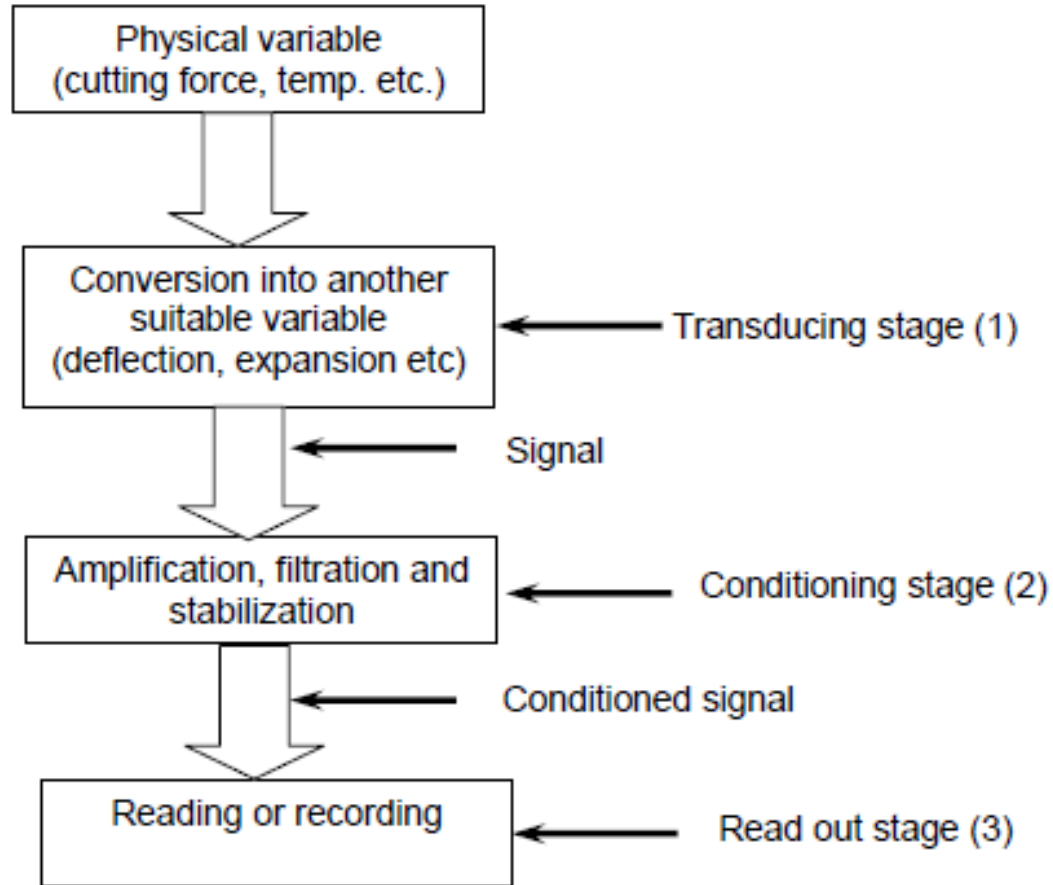 Physical variable
(cutting force, temp. etc.)
Conversion into another
suitable variable
(deflection, expansion etc)
Transducing stage (1)
Signal
Amplification, filtration and
stabilization
Conditioning stage (2)
Conditioned signal
Reading or recording
Read out stage (3)